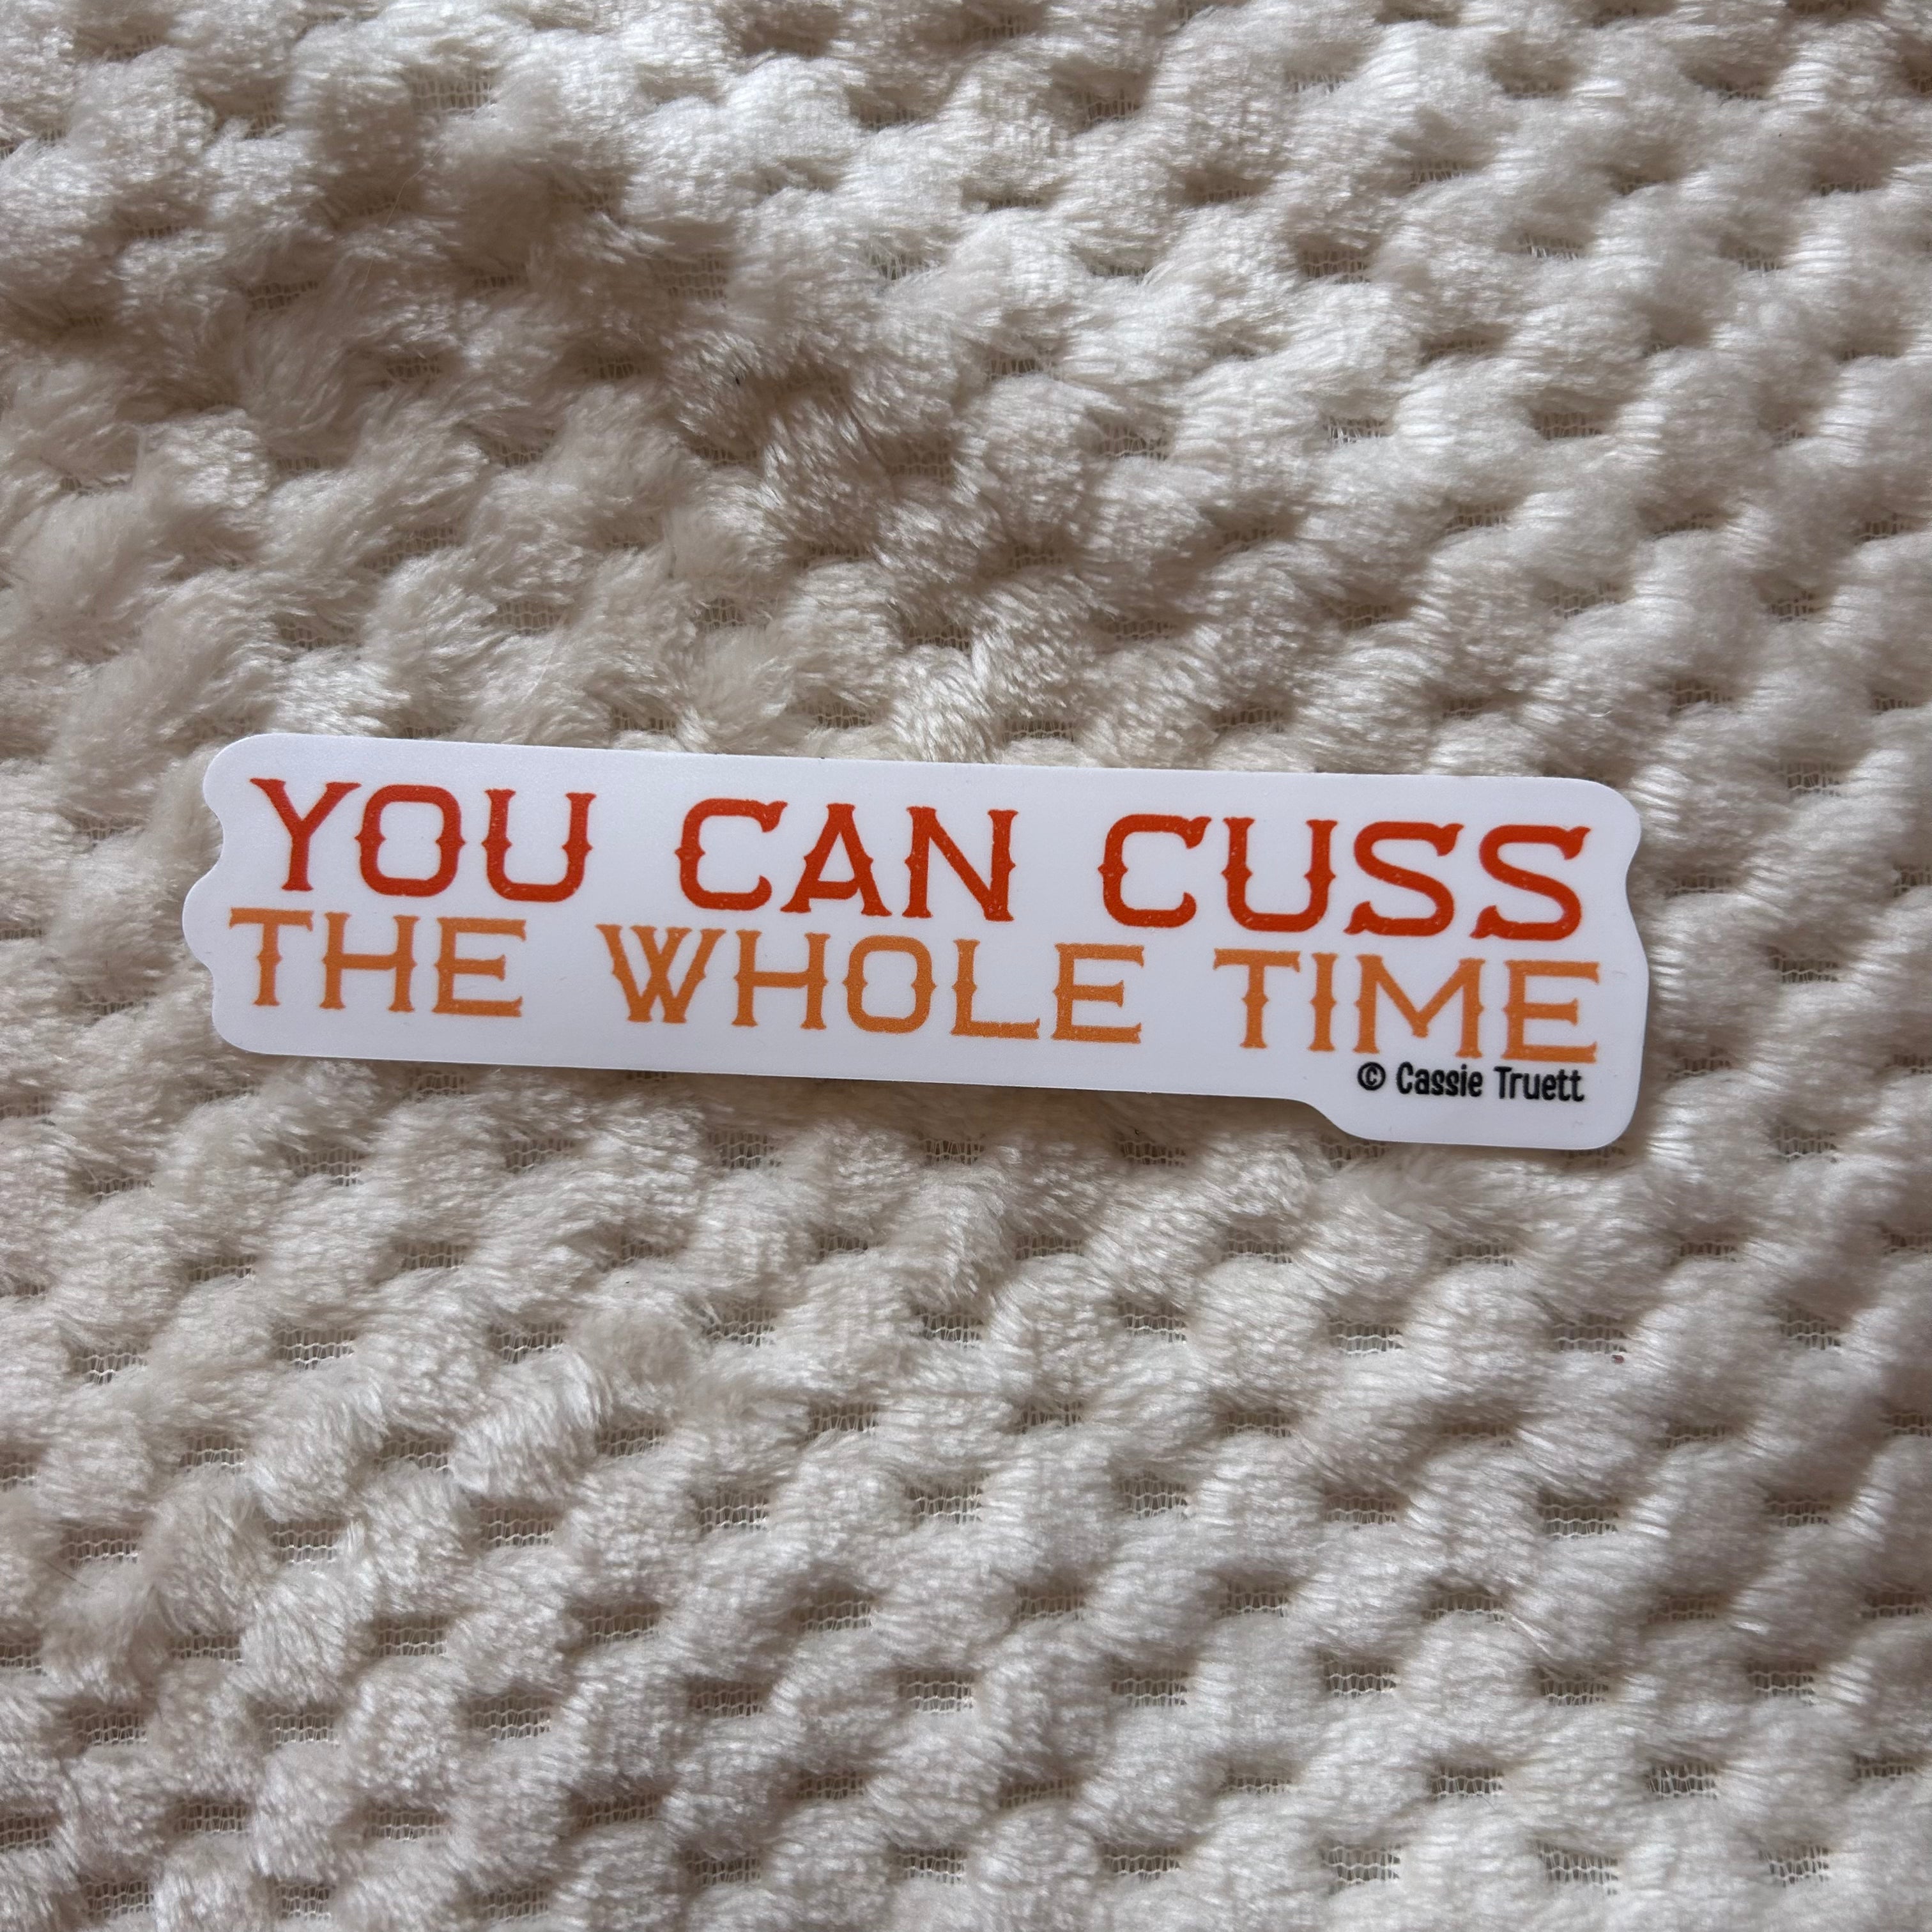 YOU CAN CUSS
THE WHOLE TIME
© Cassie Truett